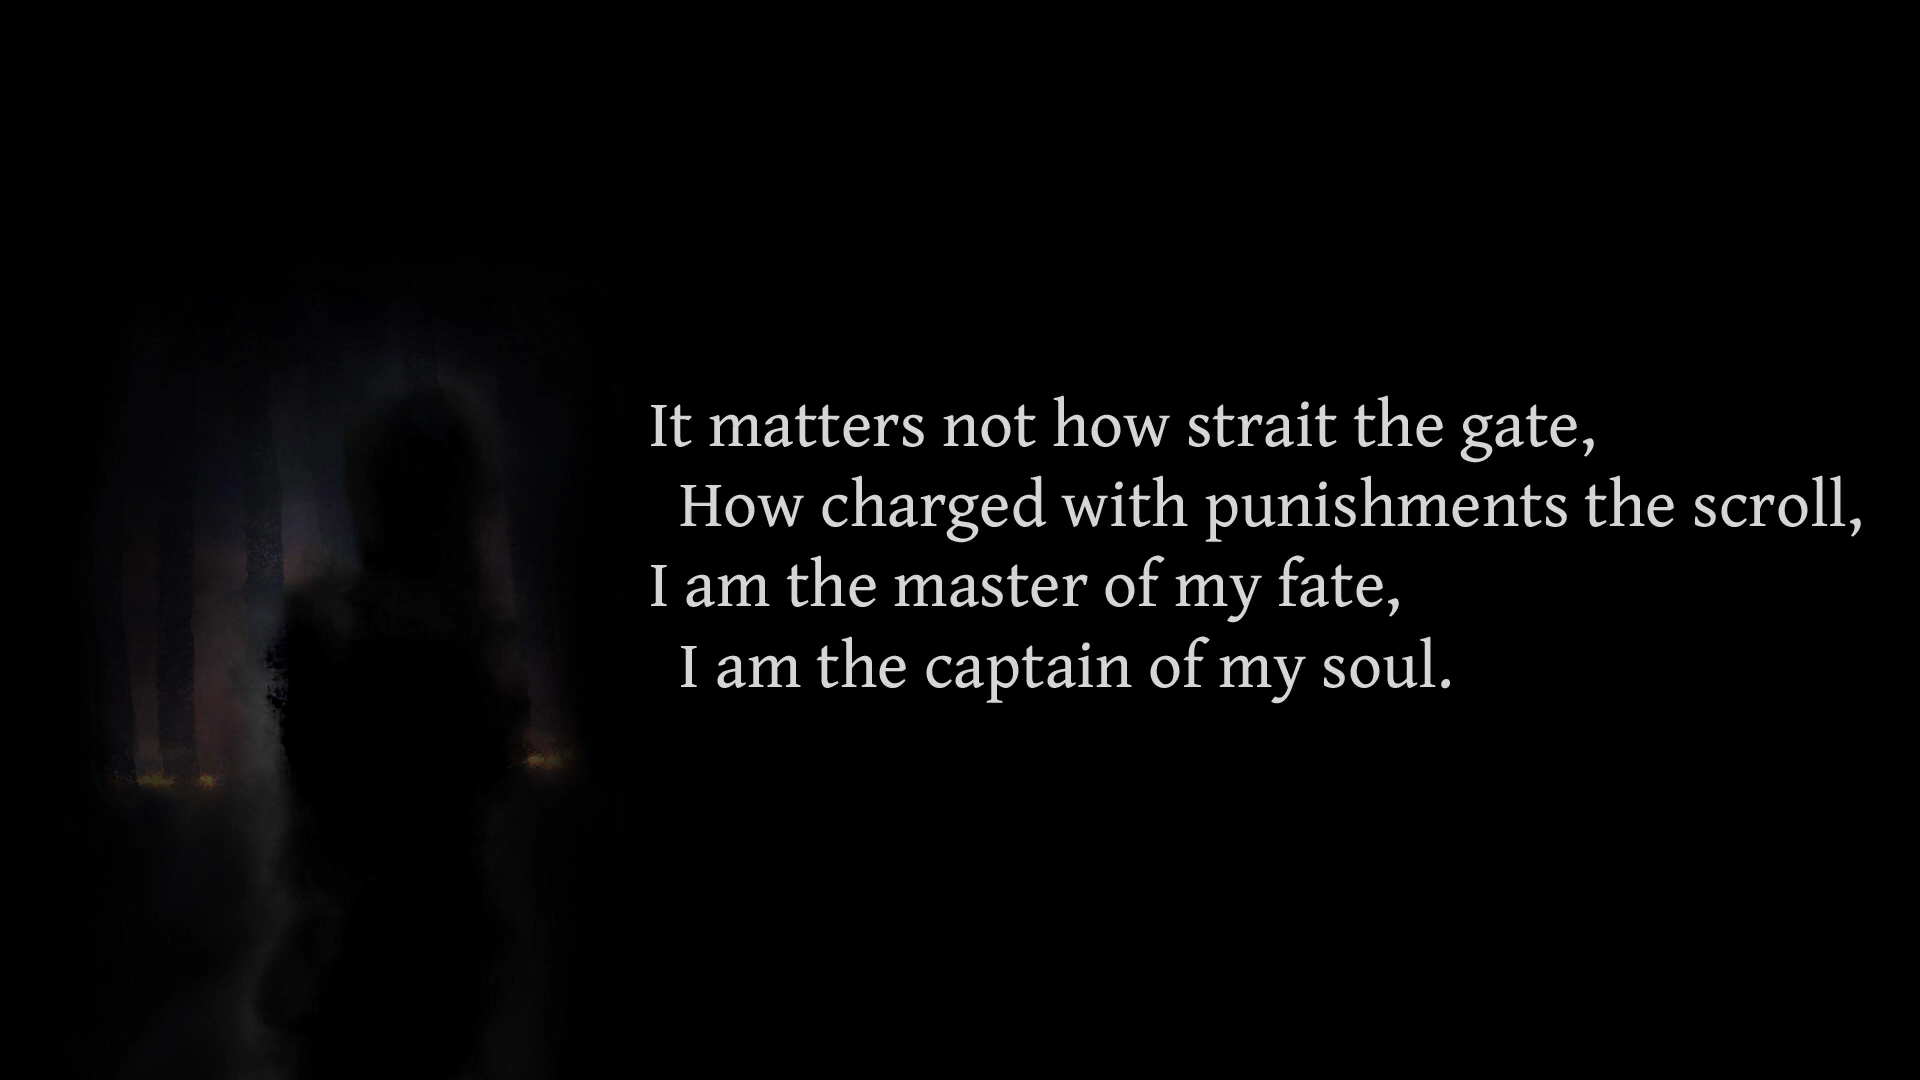 It matters not how strait the gate,
How charged with punishments the scroll,
I am the master of my fate,
I am the captain of my soul.